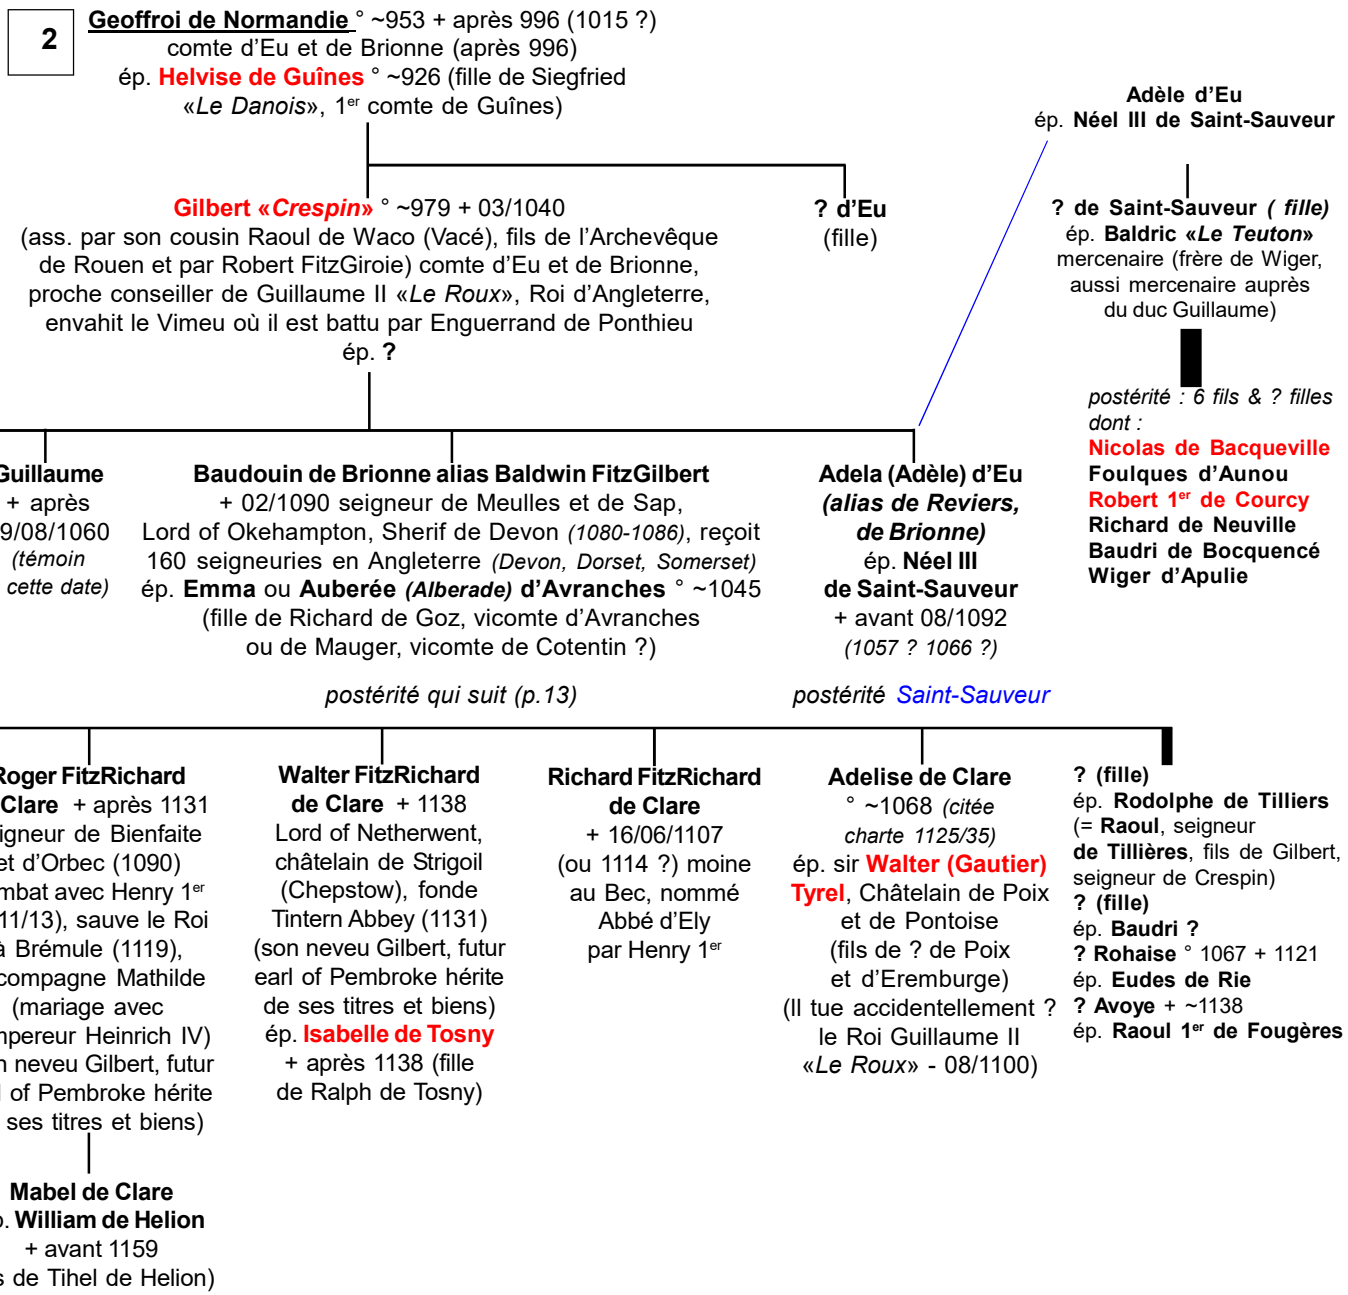 2
Geoffroi de Normandie ° ~953 + après 996 (1015 ?)
comte d'Eu et de Brionne (après 996)
ép. Helvise de Guînes ° ~926 (fille de Siegfried
«Le Danois», 1er comte de Guînes)
Adèle d'Eu
ép. Néel III de Saint-Sauveur
Gilbert «Crespin» ° ~979 + 03/1040
(ass. par son cousin Raoul de Waco (Vacé), fils de l'Archevêque
de Rouen et par Robert FitzGiroie) comte d'Eu et de Brionne,
proche conseiller de Guillaume II «Le Roux», Roi d'Angleterre,
envahit le Vimeu où il est battu par Enguerrand de Ponthieu
ép. ?
? d'Eu
(fille)
? de Saint-Sauveur ( fille)
ép. Baldric «Le Teuton»
mercenaire (frère de Wiger,
aussi mercenaire auprès
du duc Guillaume)
postérité : 6 fils & ? filles
dont :
Nicolas de Bacqueville
Foulques d'Aunou
Robert 1er de Courcy
Richard de Neuville
Baudri de Bocquencé
Wiger d'Apulie
Guillaume
+ après
9/08/1060
(témoin
cette date)
Baudouin de Brionne alias Baldwin FitzGilbert
+ 02/1090 seigneur de Meulles et de Sap,
Lord of Okehampton, Sherif de Devon (1080-1086), reçoit
160 seigneuries en Angleterre (Devon, Dorset, Somerset)
ép. Emma ou Auberée (Alberade) d'Avranches ° ~1045
(fille de Richard de Goz, vicomte d'Avranches
ou de Mauger, vicomte de Cotentin ?)
postérité qui suit (p.13)
Adela (Adèle) d'Eu
(alias de Reviers,
de Brionne)
ép. Néel III
de Saint-Sauveur
+ avant 08/1092
(1057 ? 1066 ?)
postérité Saint-Sauveur
Roger FitzRichard
Clare + après 1131
igneur de Bienfaite
et d'Orbec (1090)
mbat avec Henry 1er
11/13), sauve le Roi
à Brémule (1119),
compagne Mathilde
(mariage avec
mpereur Heinrich IV)
n neveu Gilbert, futur
l of Pembroke hérite
ses titres et biens)
Walter FitzRichard
de Clare + 1138
Lord of Netherwent,
châtelain de Strigoil
(Chepstow), fonde
Tintern Abbey (1131)
(son neveu Gilbert, futur
earl of Pembroke hérite
de ses titres et biens)
ép. Isabelle de Tosny
+ après 1138 (fille
de Ralph de Tosny)
Richard FitzRichard
de Clare
+ 16/06/1107
(ou 1114 ?) moine
au Bec, nommé
Abbé d'Ely
par Henry 1er
Adelise de Clare
° ~1068 (citée
charte 1125/35)
ép. sir Walter (Gautier)
Tyrel, Châtelain de Poix
et de Pontoise
(fils de ? de Poix
et d'Eremburge)
(Il tue accidentellement ?
le Roi Guillaume II
«Le Roux» - 08/1100)
? (fille)
ép. Rodolphe de Tilliers
(= Raoul, seigneur
de Tillières, fils de Gilbert,
seigneur de Crespin)
? (fille)
ép. Baudri ?
? Rohaise ° 1067 + 1121
ép. Eudes de Rie
? Avoye + ~1138
ép. Raoul 1er de Fougères
Mabel de Clare
. William de Helion
+ avant 1159
s de Tihel de Helion)